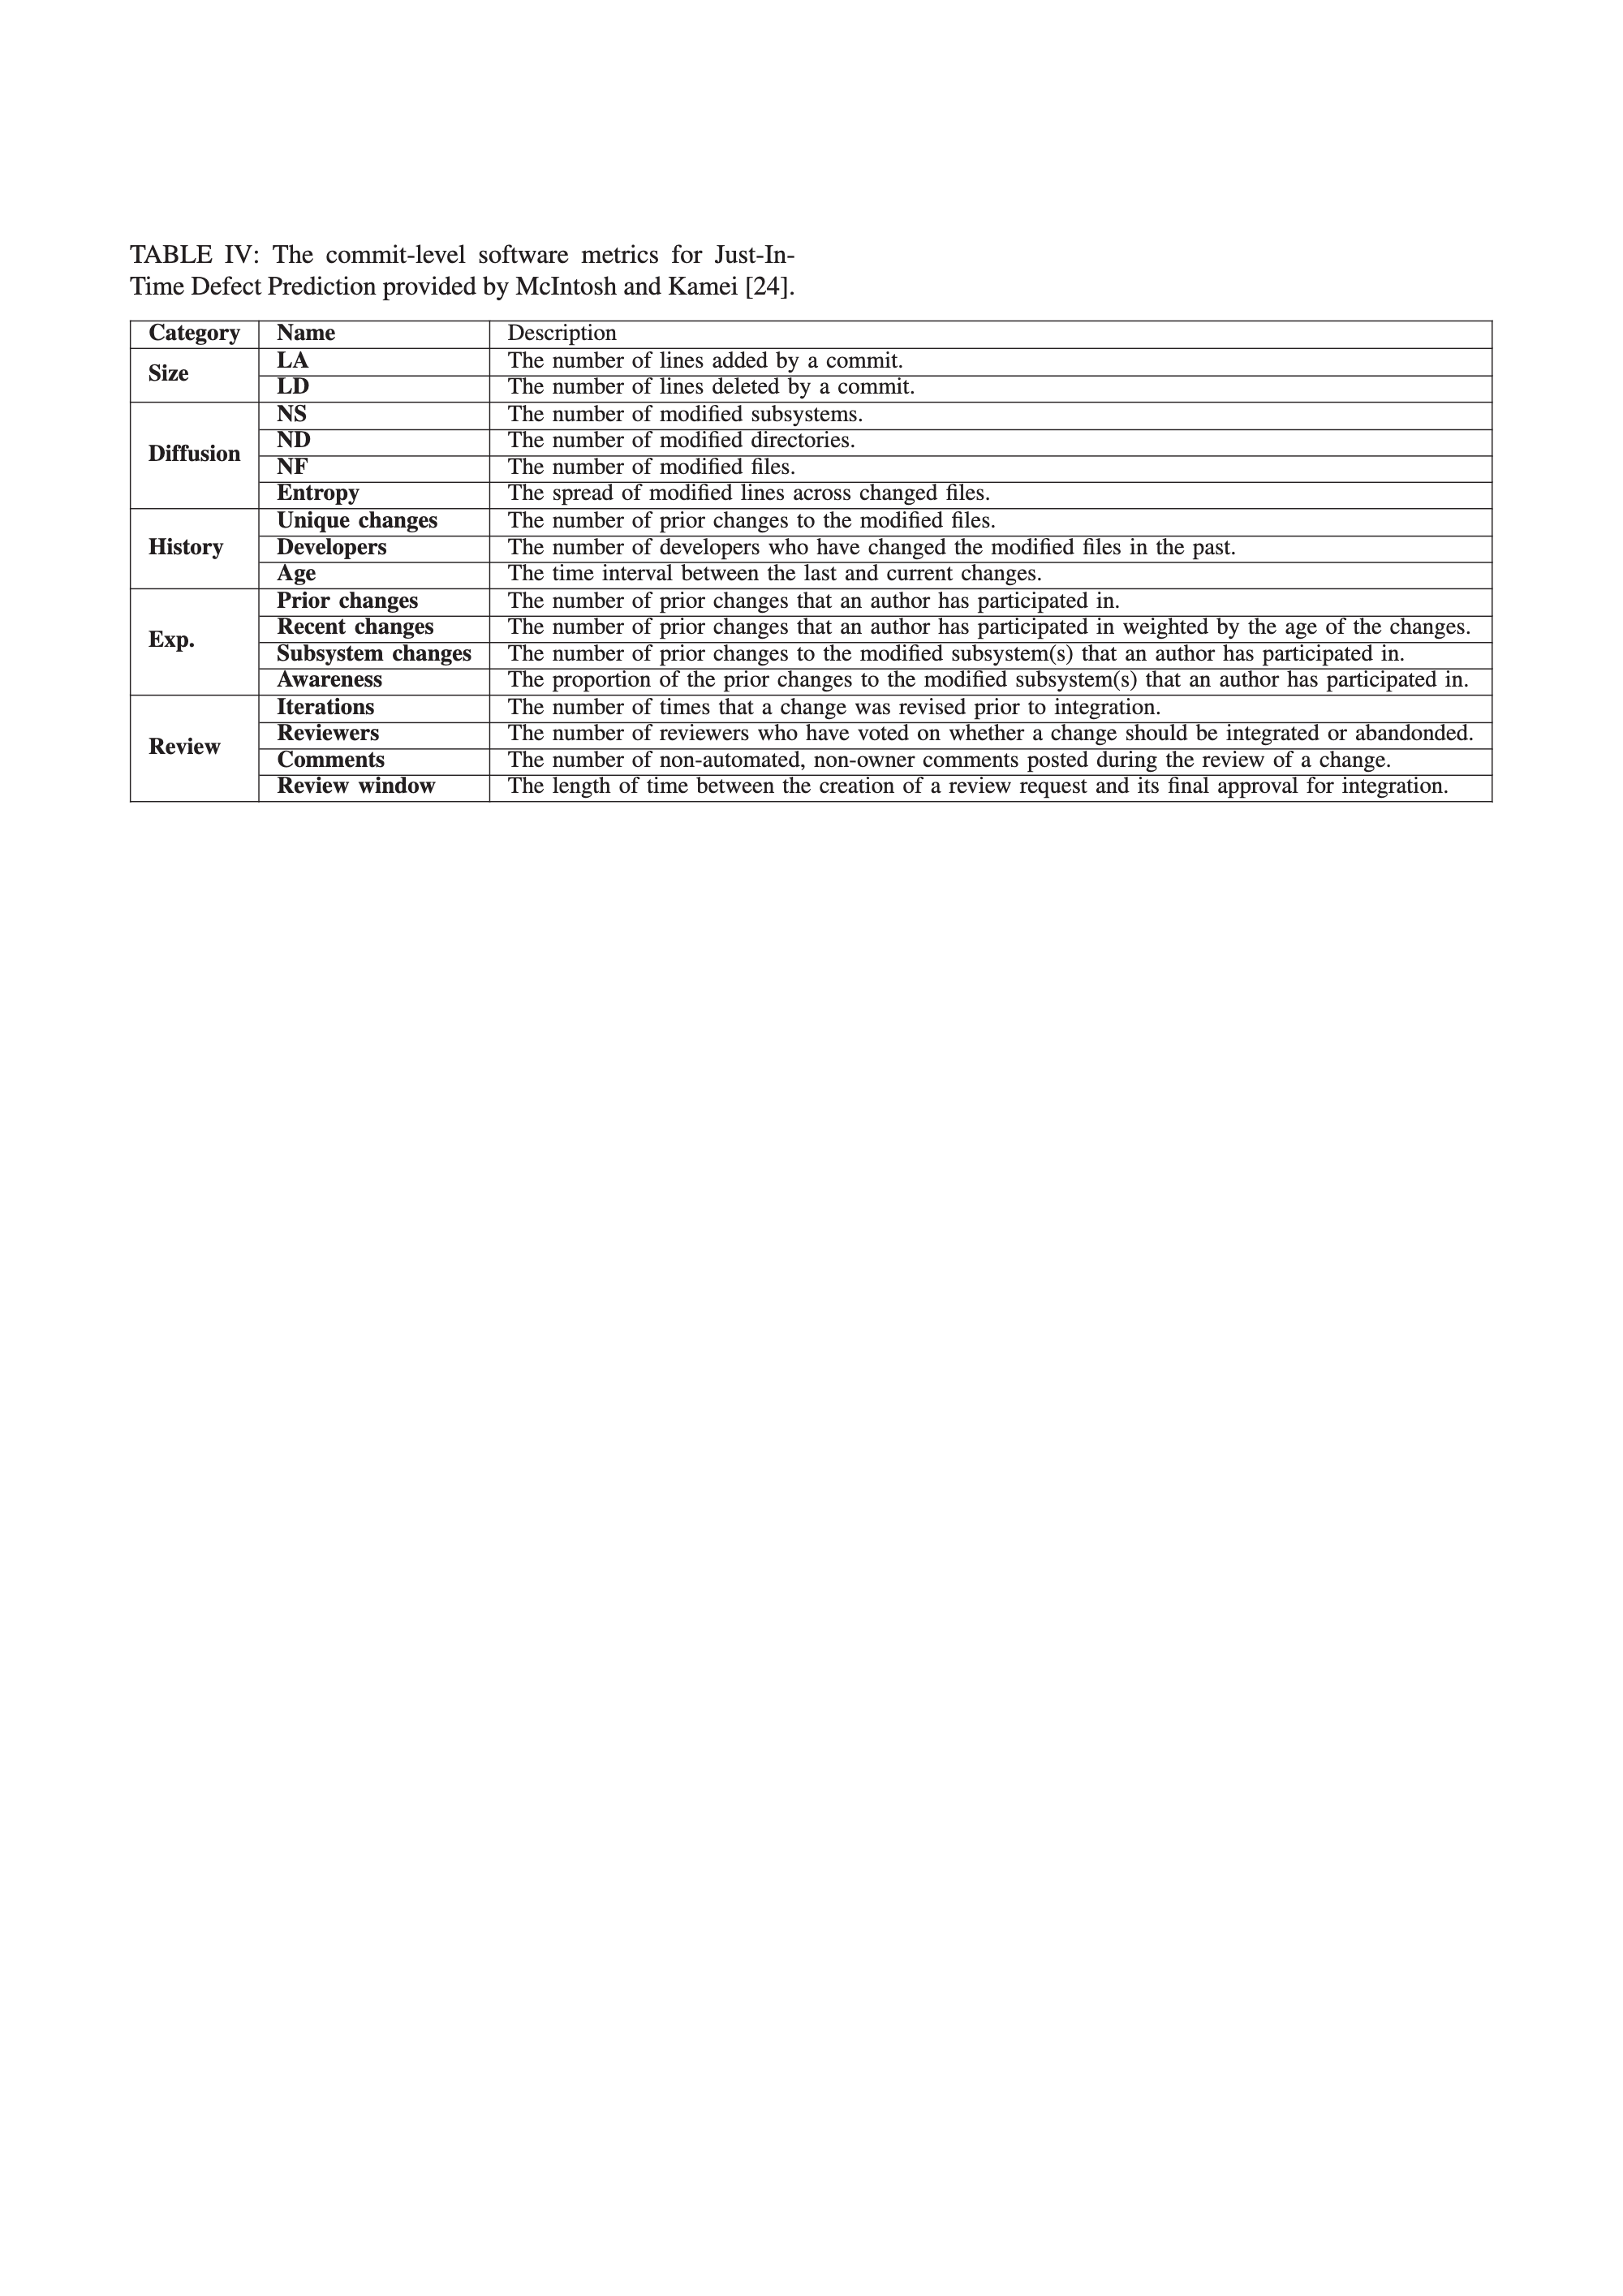 TABLE IV: The commit-level software metrics for Just-In-
Time Defect Prediction provided by McIntosh and Kamei [24].
Category Name Description
Size LA The number of lines added by a commit.
LD The number of lines deleted by a commit.
Diffusion NS The number of modified subsystems.
ND The number of modified directories.
NF The number of modified files.
Entropy The spread of modified lines across changed files.
History Unique changes The number of prior changes to the modified files.
Developers The number of developers who have changed the modified files in the past.
Age The time interval between the last and current changes.
Exp. Prior changes The number of prior changes that an author has participated in.
Recent changes The number of prior changes that an author has participated in weighted by the age of the changes.
Subsystem changes The number of prior changes to the modified subsystem(s) that an author has participated in.
Awareness The proportion of the prior changes to the modified subsystem(s) that an author has participated in.
Review Iterations The number of times that a change was revised prior to integration.
Reviewers The number of reviewers who have voted on whether a change should be integrated or abandonded.
Comments The number of non-automated, non-owner comments posted during the review of a change.
Review window The length of time between the creation of a review request and its final approval for integration.